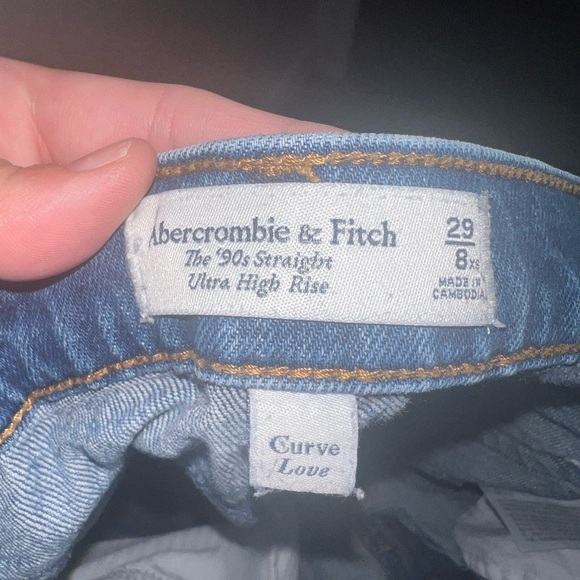 Abercrombie & Fitch
The '90s Straight
Ultra High Rise
29
8XS
MADE IN
CAMBODIA
Curve
Love